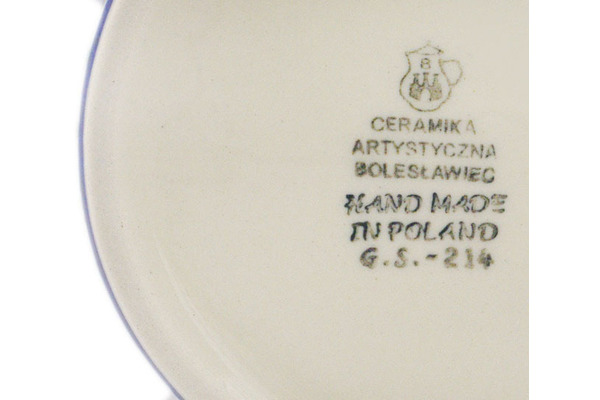 B
CERAMIKA
ARTYSTYCZNA
BOLESŁAWIEC
HAND MADE
IN POLAND
G.S.-214